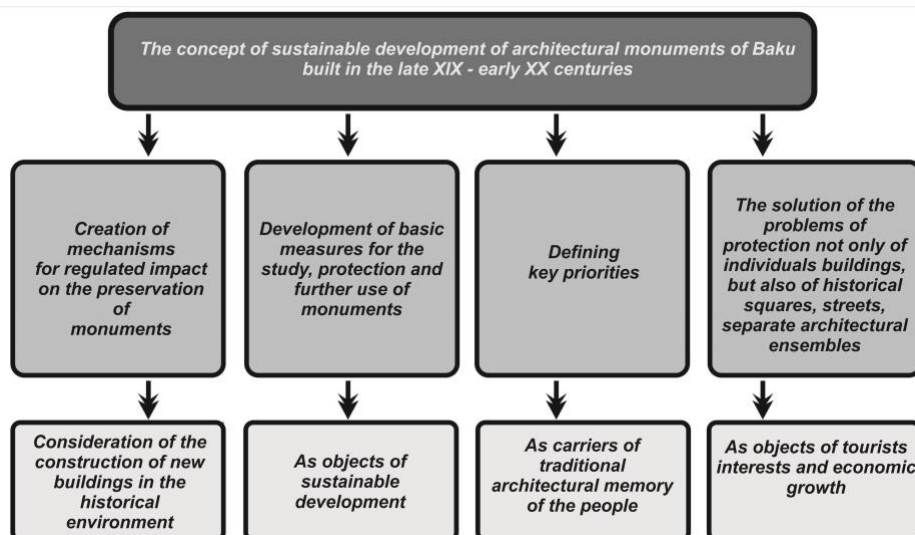 The concept of sustainable development of architectural monuments of Baku
built in the late XIX - early XX centuries
Creation of
mechanisms
for regulated impact
on the preservation
of
monuments
Development of basic
measures for the
study, protection and
further use of
monuments
Defining
key priorities
The solution of the
problems of
protection not only of
individuals buildings,
but also of historical
squares, streets,
separate architectural
ensembles
Consideration of the
construction of new
buildings in the
historical
environment
As objects of
sustainable
development
As carriers of
traditional
architectural memory
of the people
As objects of tourists
interests and economic
growth